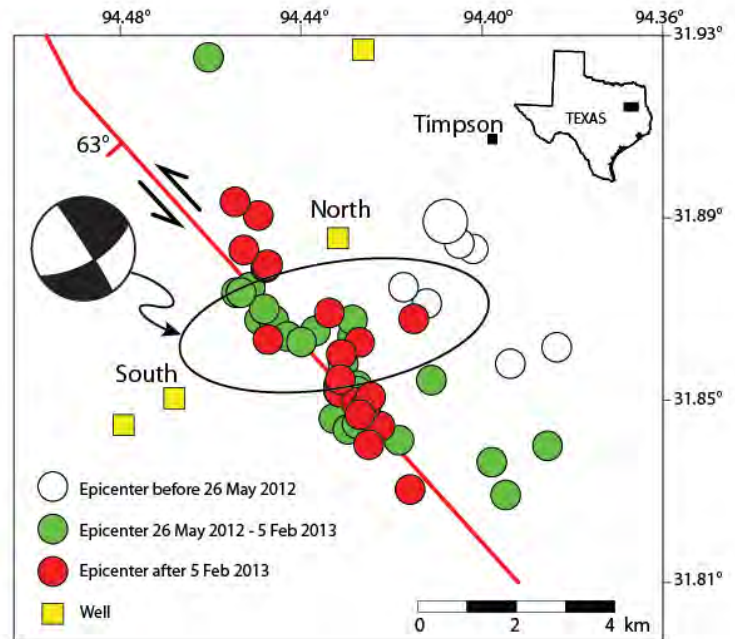 94.48° 94.44° 94.40° 94.36°
31.93°
TEXAS
Timpson
63°
31.89°
North
South
31.85°
Epicenter before 26 May 2012
Epicenter 26 May 2012 - 5 Feb 2013
Epicenter after 5 Feb 2013
Well
31.81°
0 2 4 km